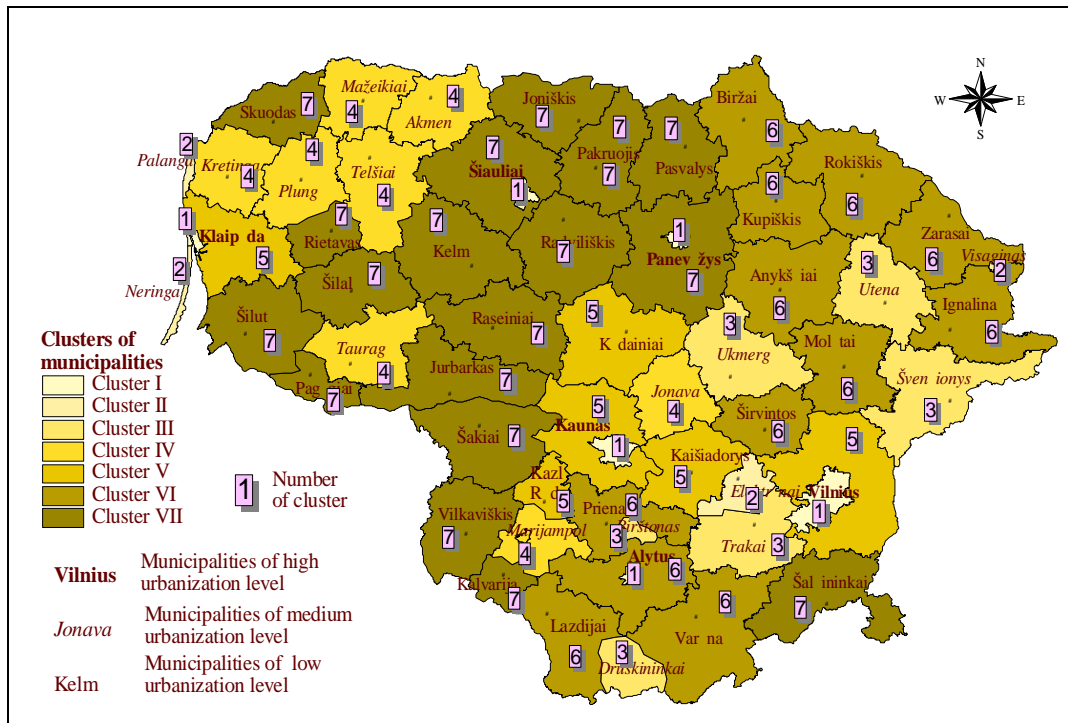 N
W E
S
Mažeikiai
4
4
Akmen
Skuodas 7
Joniškis
7
7
7
Biržai
6
2
Palanga
Kretinga
4
4
Plung
Telšiai
4
7
Šiauliai
1
Pakruojis
7
Pasvalys
Rokiškis
6
6
Kupiškis
1
Klaip da
5
7
Rietavas
7
Kelm
Radviliškis
7
1
Panev žys
7
Zarasai
6
Visaginas
2
2
Neringa
Šilal
7
Anykš iai
6
3
Utena
Ignalina
6
Šilut
7
Taurag
4
Raseiniai
7
5
K dainiai
3
Ukmerg
Mol tai
6
Šven ionys
3
Pag giai
7
Jurbarkas
7
Jonava
4
Širvintos
6
5
Šakiai
7
5
Kaunas
1
Kaišiadorys
5
Elektr nai
2
Vilnius
1
Kazl
R d
5
Priena
6
Birštonas
3
Trakai
3
Vilkaviškis
7
Marijampol
4
Alytus
1
6
Kalvarija
7
Šal ininkai
7
Lazdijai
6
6
Var na
3
Druskininkai
Clusters of
municipalities
Cluster I
Cluster II
Cluster III
Cluster IV
Cluster V
Cluster VI
Cluster VII
1 Number
of cluster
Vilnius Municipalities of high
urbanization level
Jonava Municipalities of medium
urbanization level
Kelm Municipalities of low
urbanization level